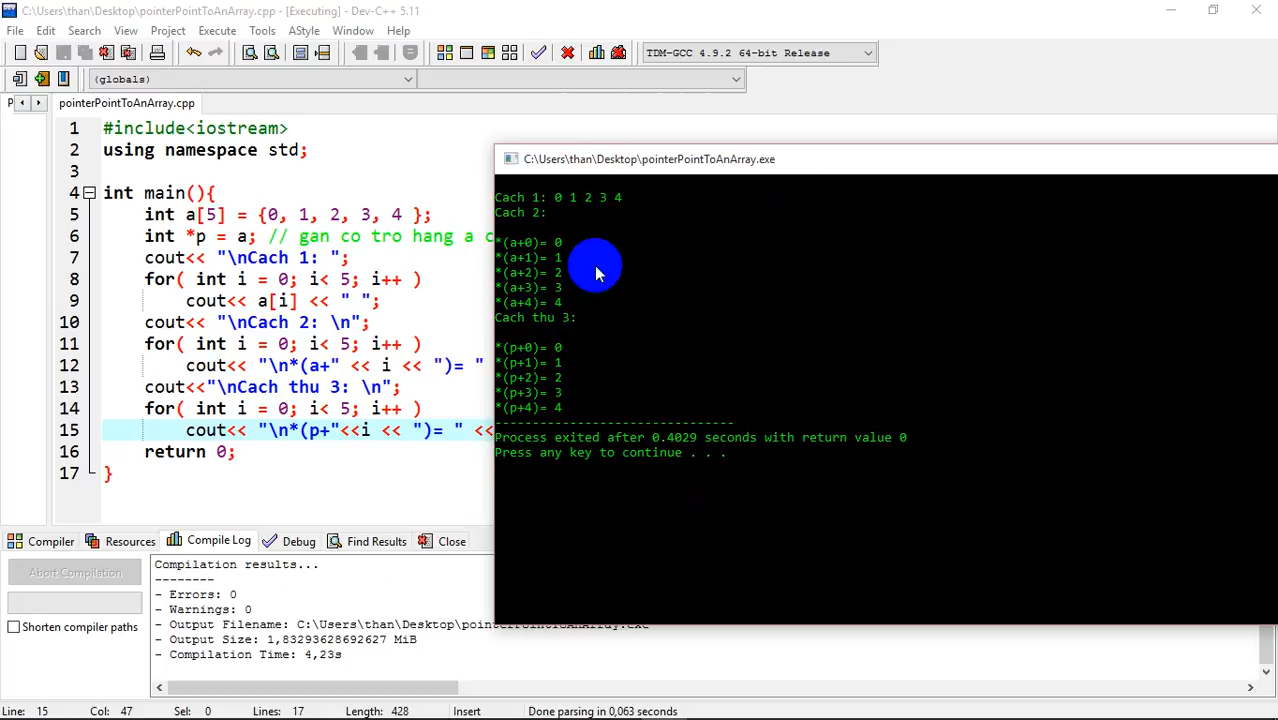 C:\Users\than\Desktop\pointerPointToAnArray.cpp - [Executing] - Dev-C++ 5.11
File Edit Search View Project Execute Tools AStyle Window Help
TDM-GCC 4.9.2 64-bit Release
(globals)
P pointerPointToAnArray.cpp
1 #include<iostream>
2 using namespace std;
3
4 int main(){
5 int a[5] = {0, 1, 2, 3, 4 };
6 int *p = a; // gan co tro hang a c
7 cout<< "\nCach 1: ";
8 for( int i = 0; i< 5; i++ )
9 cout<< a[i] << " ";
10 cout<< "\nCach 2: \n";
11 for( int i = 0; i< 5; i++ )
12 cout<< "\n*(a+" << i << ")= "
13 cout<<"\nCach thu 3: \n";
14 for( int i = 0; i< 5; i++ )
15 cout<< "\n*(p+"<<i << ")= " <<
16 return 0;
17 }
C:\Users\than\Desktop\pointerPointToAnArray.exe
Cach 1: 0 1 2 3 4
Cach 2:
*(a+0)= 0
*(a+1)= 1
*(a+2)= 2
*(a+3)= 3
*(a+4)= 4
Cach thu 3:
*(p+0)= 0
*(p+1)= 1
*(p+2)= 2
*(p+3)= 3
*(p+4)= 4
--------------------------------
Process exited after 0.4029 seconds with return value 0
Press any key to continue . . .
Compiler Resources Compile Log Debug Find Results Close
Abort Compilation
Shorten compiler paths
Compilation results...
--------
- Errors: 0
- Warnings: 0
- Output Filename: C:\Users\than\Desktop\pointerPointToAnArray.exe
- Output Size: 1,83293628692627 MiB
- Compilation Time: 4,23s
Line: 15 Col: 47 Sel: 0 Lines: 17 Length: 428 Insert Done parsing in 0,063 seconds